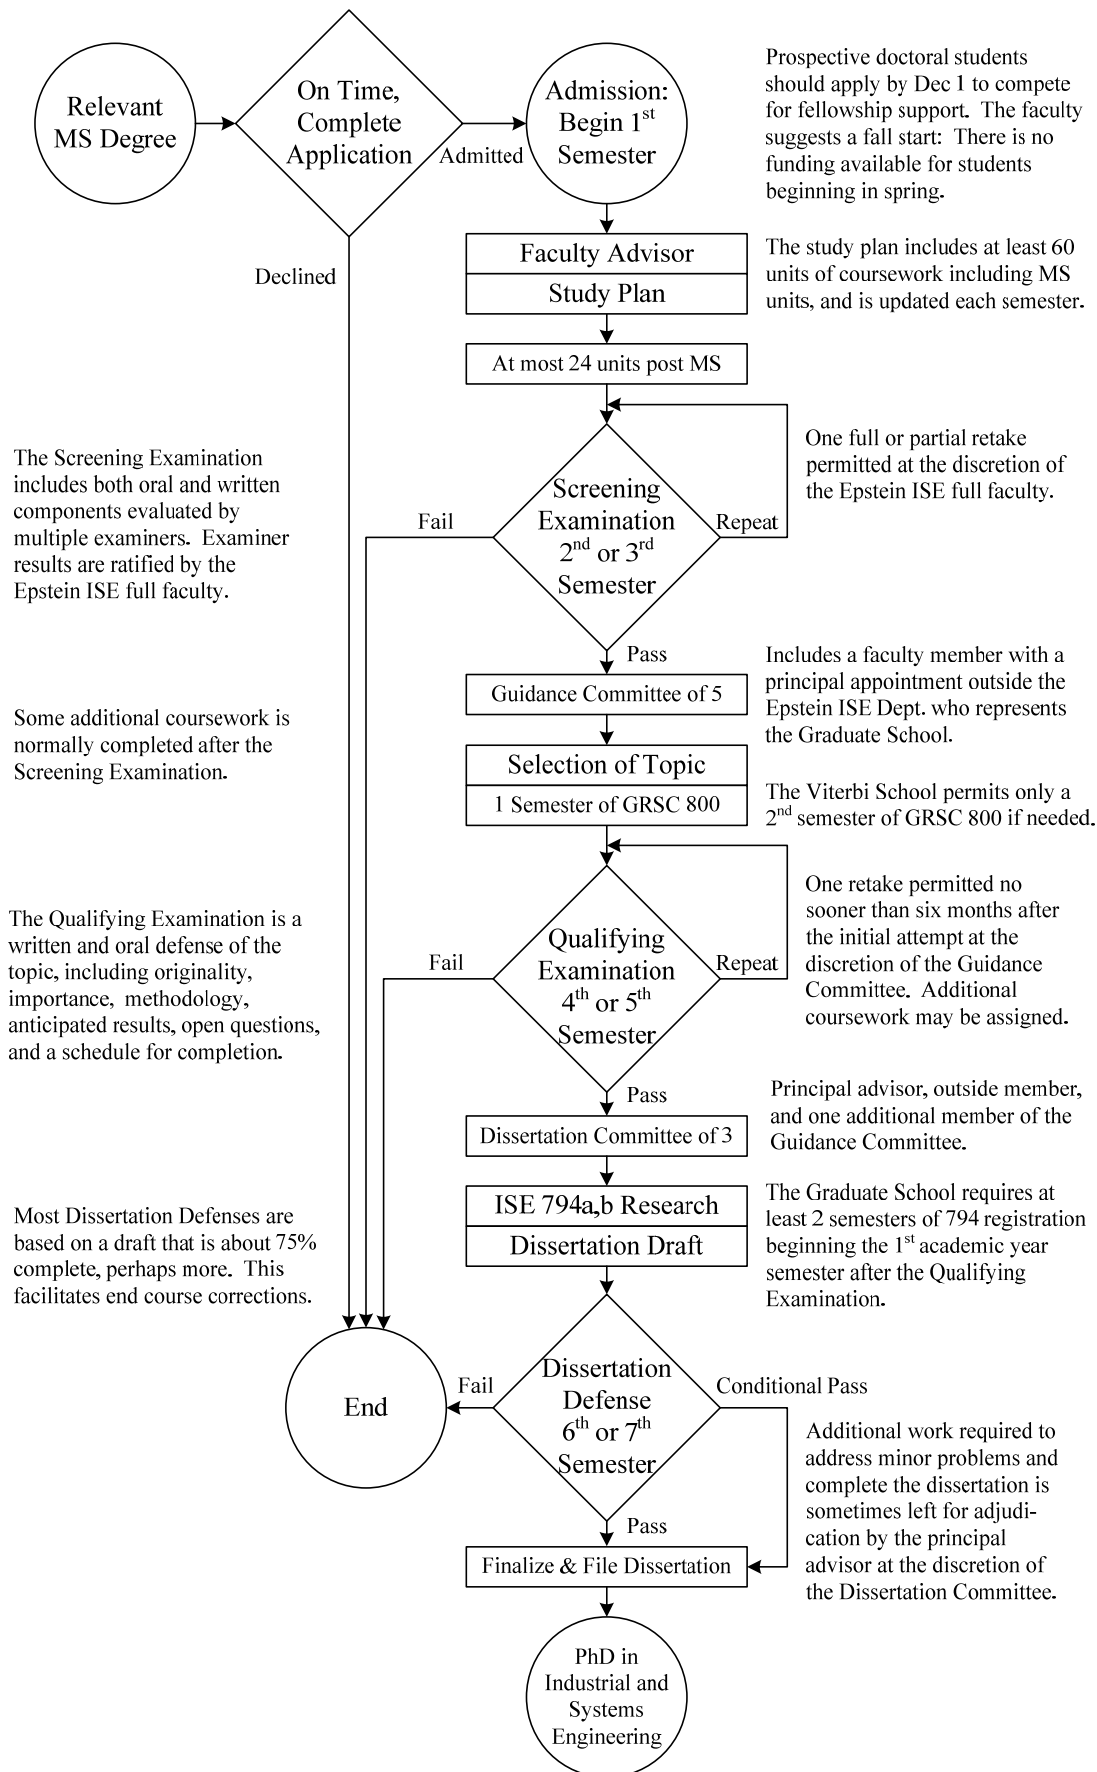 Relevant
MS Degree
On Time,
Complete
Application
Admitted
Declined
Admission:
Begin 1st
Semester
Prospective doctoral students
should apply by Dec 1 to compete
for fellowship support.  The faculty
suggests a fall start:  There is no
funding available for students
beginning in spring.
Faculty Advisor
Study Plan
The study plan includes at least 60
units of coursework including MS
units, and is updated each semester.
At most 24 units post MS
The Screening Examination
includes both oral and written
components evaluated by
multiple examiners.  Examiner
results are ratified by the
Epstein ISE full faculty.
Fail
Screening
Examination
2nd or 3rd
Semester
Repeat
One full or partial retake
permitted at the discretion of
the Epstein ISE full faculty.
Pass
Guidance Committee of 5
Includes a faculty member with a
principal appointment outside the
Epstein ISE Dept. who represents
the Graduate School.
Some additional coursework is
normally completed after the
Screening Examination.
Selection of Topic
1 Semester of GRSC 800
The Viterbi School permits only a
2nd semester of GRSC 800 if needed.
The Qualifying Examination is a
written and oral defense of the
topic, including originality,
importance,  methodology,
anticipated results, open questions,
and a schedule for completion.
Fail
Qualifying
Examination
4th or 5th
Semester
Repeat
One retake permitted no
sooner than six months after
the initial attempt at the
discretion of the Guidance
Committee.  Additional
coursework may be assigned.
Pass
Dissertation Committee of 3
Principal advisor, outside member,
and one additional member of the
Guidance Committee.
ISE 794a,b Research
Dissertation Draft
The Graduate School requires at
least 2 semesters of 794 registration
beginning the 1st academic year
semester after the Qualifying
Examination.
Most Dissertation Defenses are
based on a draft that is about 75%
complete, perhaps more.  This
facilitates end course corrections.
End
Fail
Dissertation
Defense
6th or 7th
Semester
Conditional Pass
Additional work required to
address minor problems and
complete the dissertation is
sometimes left for adjudi-
cation by the principal
advisor at the discretion of
the Dissertation Committee.
Pass
Finalize & File Dissertation
PhD in
Industrial and
Systems
Engineering